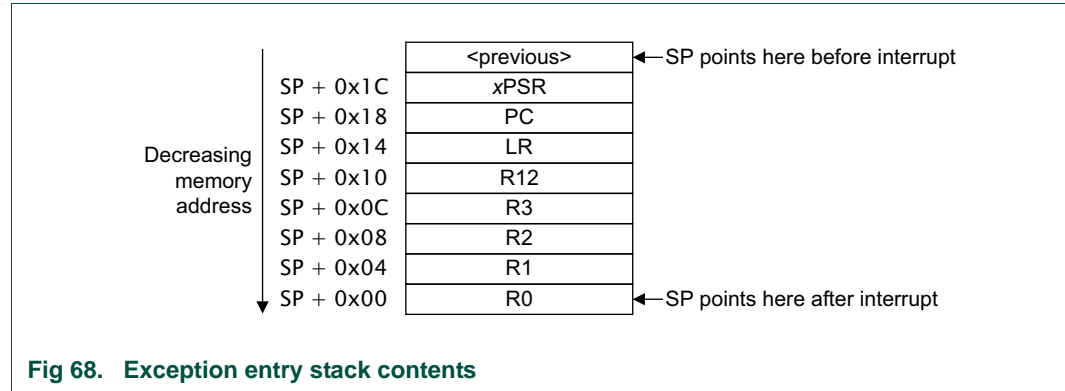 <previous> SP points here before interrupt
SP + 0x1C xPSR
SP + 0x18 PC
SP + 0x14 LR
Decreasing
memory
address
SP + 0x10 R12
SP + 0x0C R3
SP + 0x08 R2
SP + 0x04 R1
SP + 0x00 R0 SP points here after interrupt
Fig 68. Exception entry stack contents